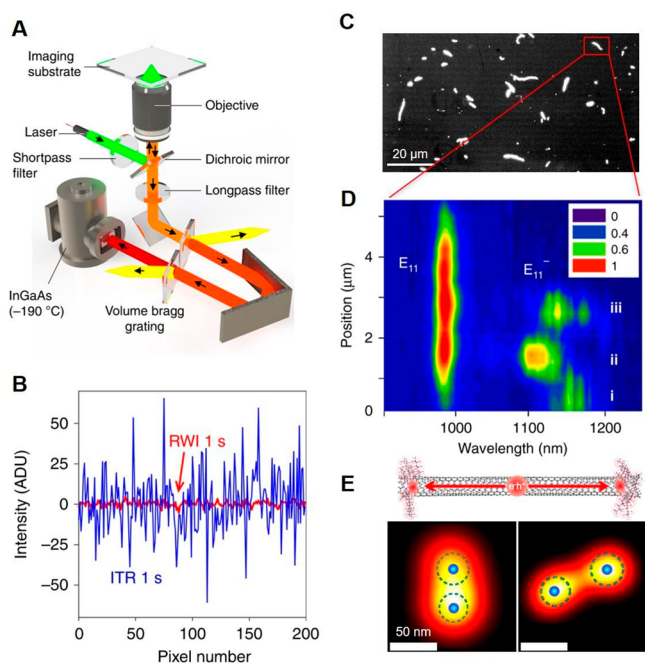 A
Imaging
substrate
Objective
Laser
Shortpass
filter
Dichroic mirror
Longpass filter
InGaAs
(−190 °C)
Volume bragg
grating
B
Intensity (ADU)
50
25
0
−25
−50
RWI 1 s
ITR 1 s
0 50 100 150 200
Pixel number
C
20 µm
D
Position (µm)
4
2
0
E11
E11−
0
0.4
0.6
1
iii
ii
i
1000 1100 1200
Wavelength (nm)
E
50 nm